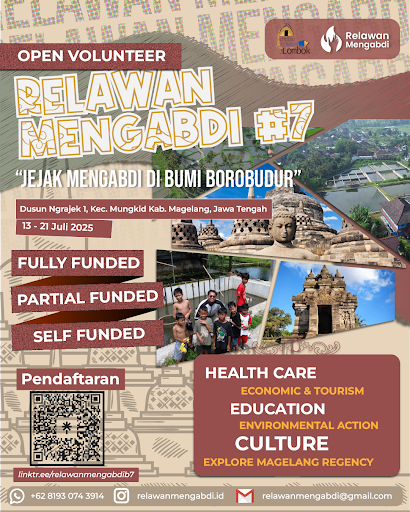 OPEN VOLUNTEER
Lombok
Relawan
Mengabdi
RELAWAN
MENGABDI #7
"JEJAK MENGABDI DI BUMI BOROBUDUR"
Dusun Ngrajek 1, Kec. Mungkid Kab. Magelang, Jawa Tengah
13 - 21 Juli 2025
FULLY FUNDED
PARTIAL FUNDED
SELF FUNDED
Pendaftaran
linktr.ee/relawanmengabdib7
HEALTH CARE
ECONOMIC & TOURISM
EDUCATION
ENVIRONMENTAL ACTION
CULTURE
EXPLORE MAGELANG REGENCY
+62 8193 074 3914
relawanmengabdi.id
relawanmengabdi@gmail.com